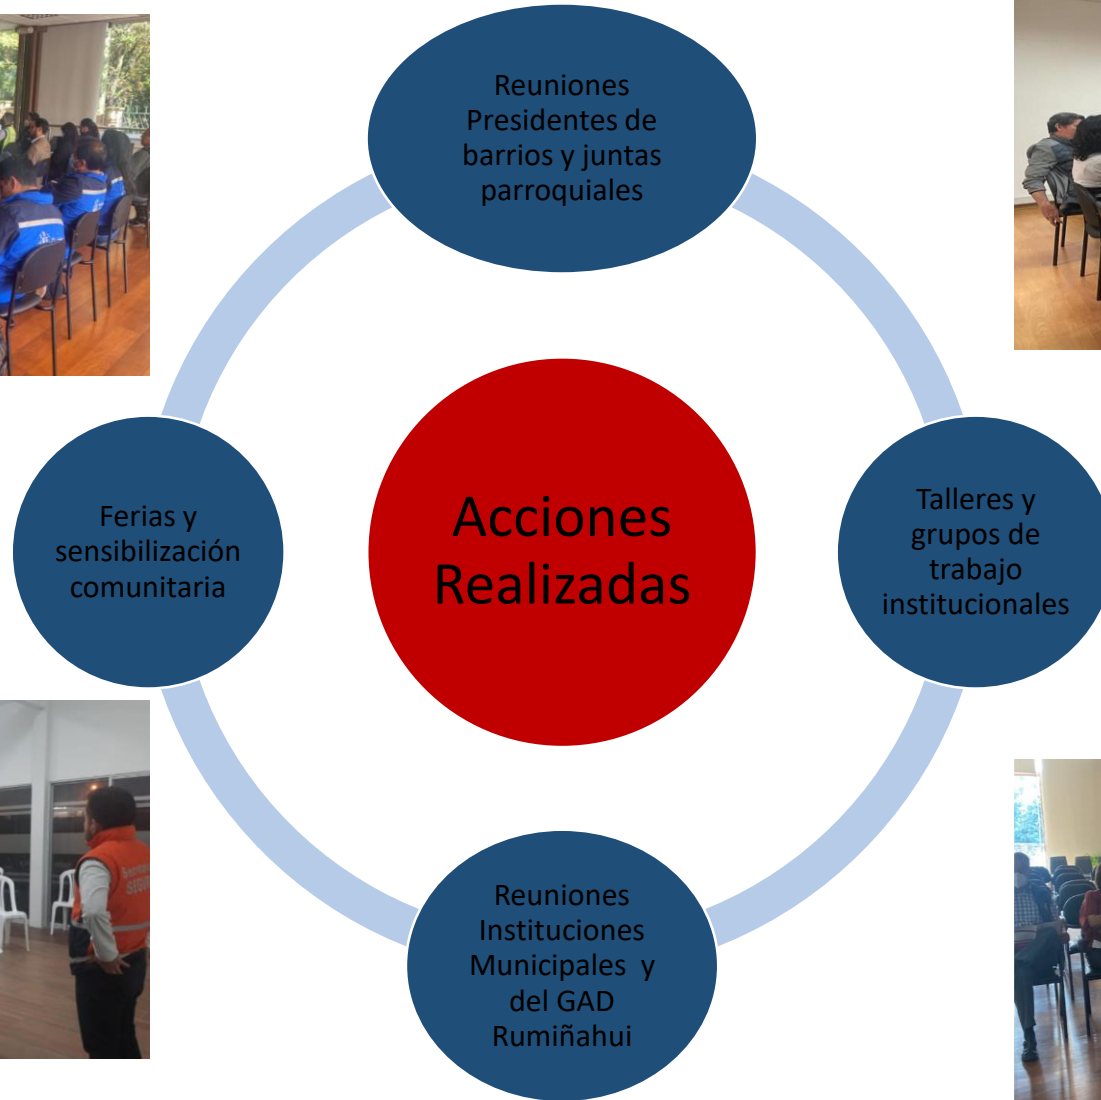 Reuniones
Presidentes de
barrios y juntas
parroquiales
Ferias y
sensibilización
comunitaria
Acciones
Realizadas
Talleres y
grupos de
trabajo
institucionales
Reuniones
Instituciones
Municipales y
del GAD
Rumiñahui